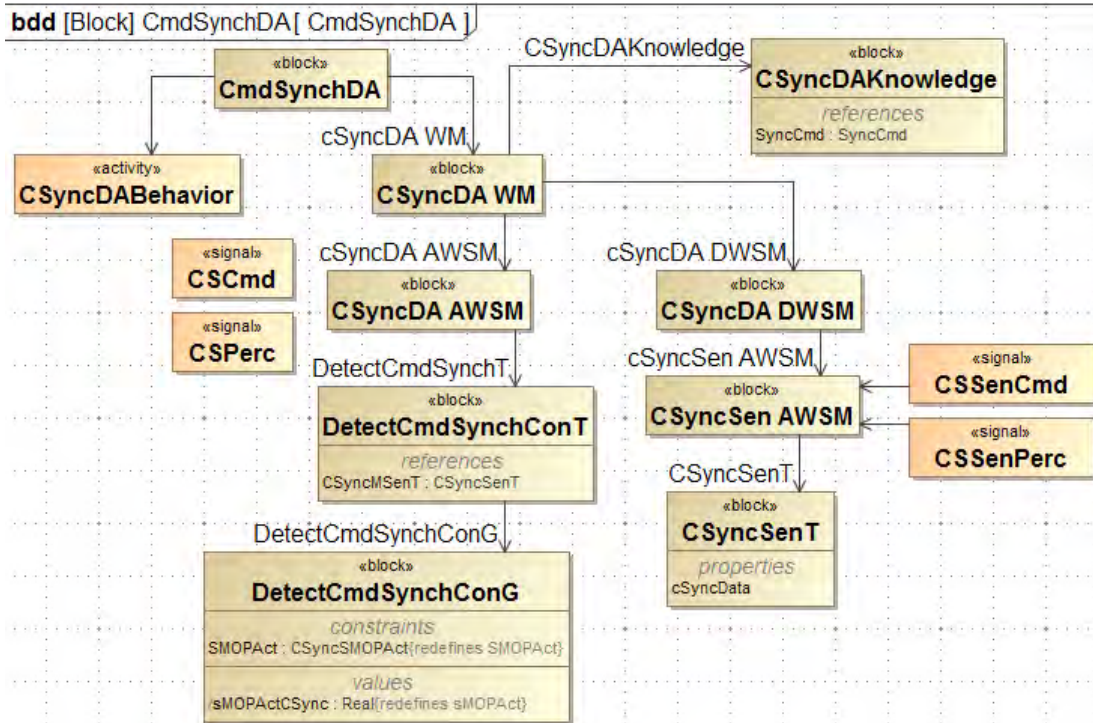 bdd [Block] CmdSynchDA[ CmdSynchDA ]
«block»
CmdSynchDA
CSyncDAKnowledge
«block»
CSyncDAKnowledge
references
SyncCmd : SyncCmd
cSyncDA WM
«activity»
CSyncDABehavior
«block»
CSyncDA WM
«signal»
CSCmd
«signal»
CSPerc
cSyncDA AWSM
«block»
CSyncDA AWSM
cSyncDA DWSM
«block»
CSyncDA DWSM
DetectCmdSynchT
«block»
DetectCmdSynchConT
references
CSyncMSenT : CSyncSenT
cSyncSen AWSM
«block»
CSyncSen AWSM
«signal»
CSSenCmd
«signal»
CSSenPerc
CSyncSenT
«block»
CSyncSenT
properties
cSyncData
DetectCmdSynchConG
«block»
DetectCmdSynchConG
constraints
SMOPAct : CSyncSMOPAct{redefines SMOPAct}
values
/sMOPActCSync : Real{redefines sMOPAct}